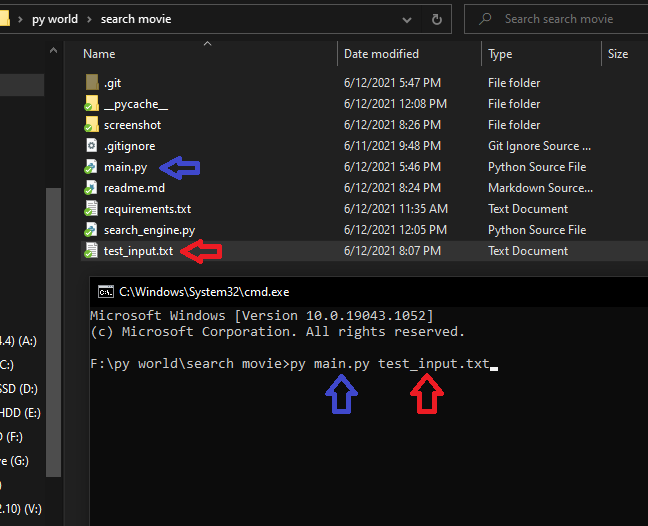 py world › search movie
Search search movie
Name Date modified Type Size
.git 6/12/2021 5:47 PM File folder
__pycache__ 6/12/2021 12:08 PM File folder
screenshot 6/12/2021 8:26 PM File folder
.gitignore 6/11/2021 9:48 PM Git Ignore Source ...
main.py 6/12/2021 5:46 PM Python Source File
readme.md 6/12/2021 8:24 PM Markdown Source...
requirements.txt 6/12/2021 11:35 AM Text Document
search_engine.py 6/12/2021 12:05 PM Python Source File
test_input.txt 6/12/2021 8:07 PM Text Document
C:\Windows\System32\cmd.exe
Microsoft Windows [Version 10.0.19043.1052]
(c) Microsoft Corporation. All rights reserved.
F:\py world\search movie>py main.py test_input.txt_
.4) (A:)
C:)
SSD (D:)
HDD (E:)
) (F:)
ve (G:)
)
.10) (V:)